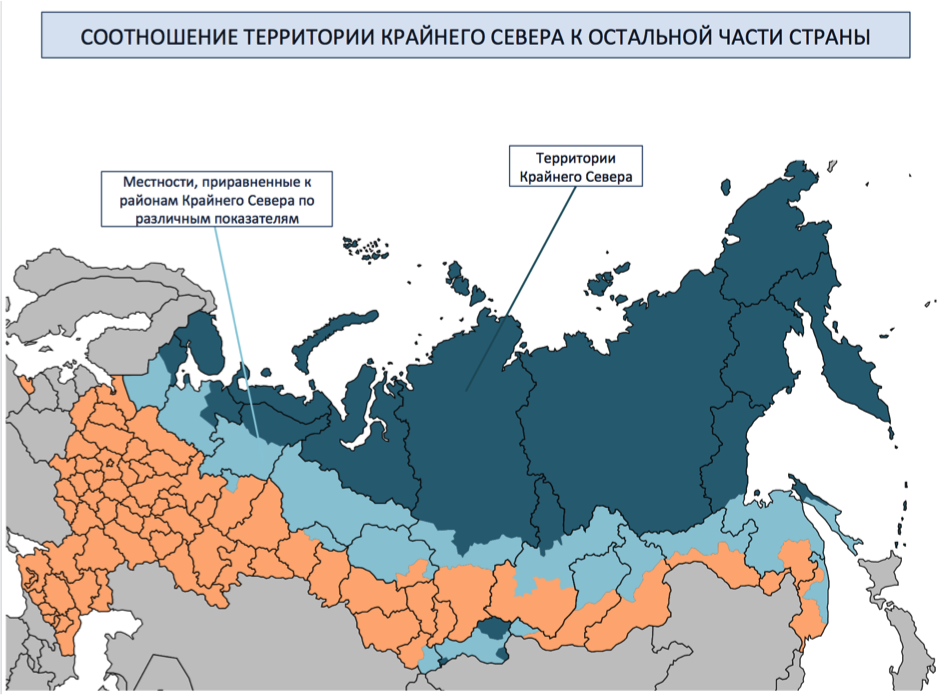 СООТНОШЕНИЕ ТЕРРИТОРИИ КРАЙНЕГО СЕВЕРА К ОСТАЛЬНОЙ ЧАСТИ СТРАНЫ
Территории
Крайнего Севера
Местности, приравненные к
районам Крайнего Севера по
различным показателям